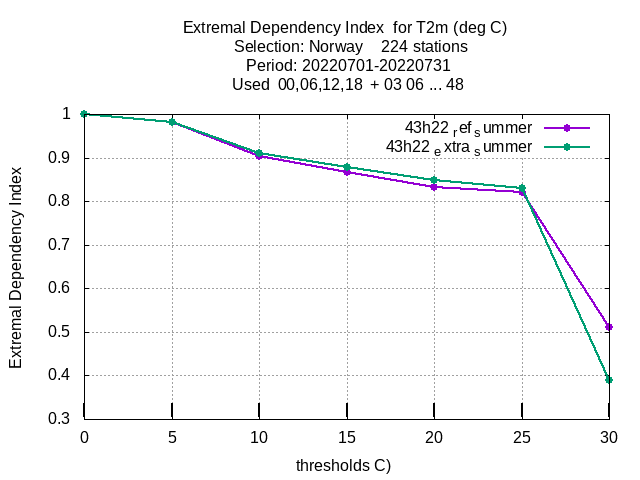 Extremal Dependency Index for T2m (deg C)
Selection: Norway 224 stations
Period: 20220701-20220731
Used 00,06,12,18 + 03 06 ... 48
Extremal Dependency Index
1
0.9
0.8
0.7
0.6
0.5
0.4
0.3
43h22 ref summer
43h22 extra summer
0 5 10 15 20 25 30
thresholds C)